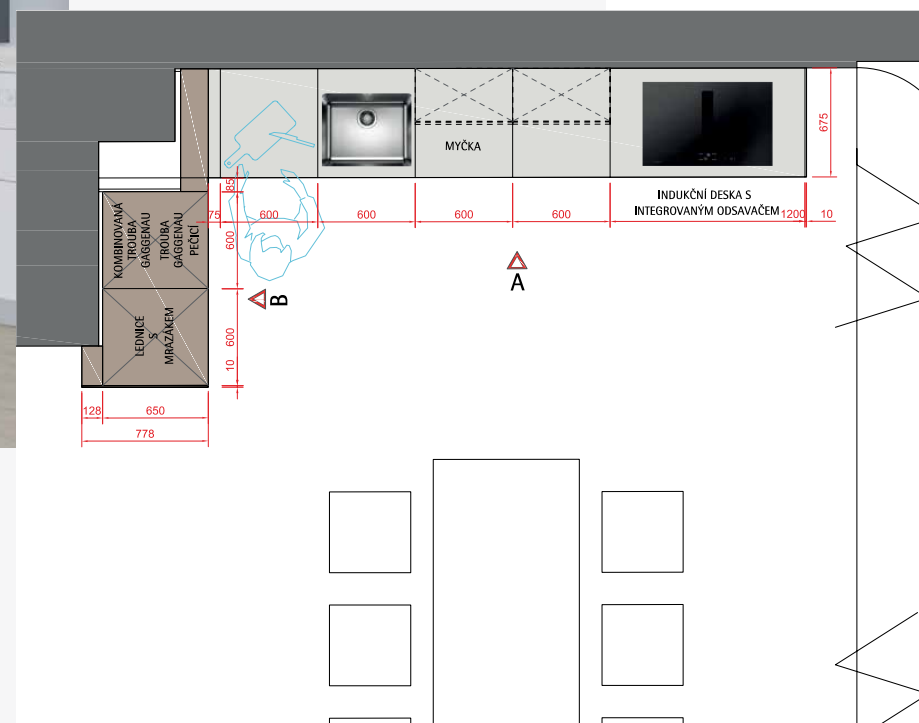 MYČKA
675
INDUKČNÍ DESKA S
INTEGROVANÝM ODSAVAČEM
85
75
600
600
600
600
1200
10
KOMBINOVANÁ
TROUBA
GAGGENAU
TROUBA
GAGGENAU
PEČICÍ
600
A
B
LEDNICE
S
MRAZÁKEM
600
10
128
650
778